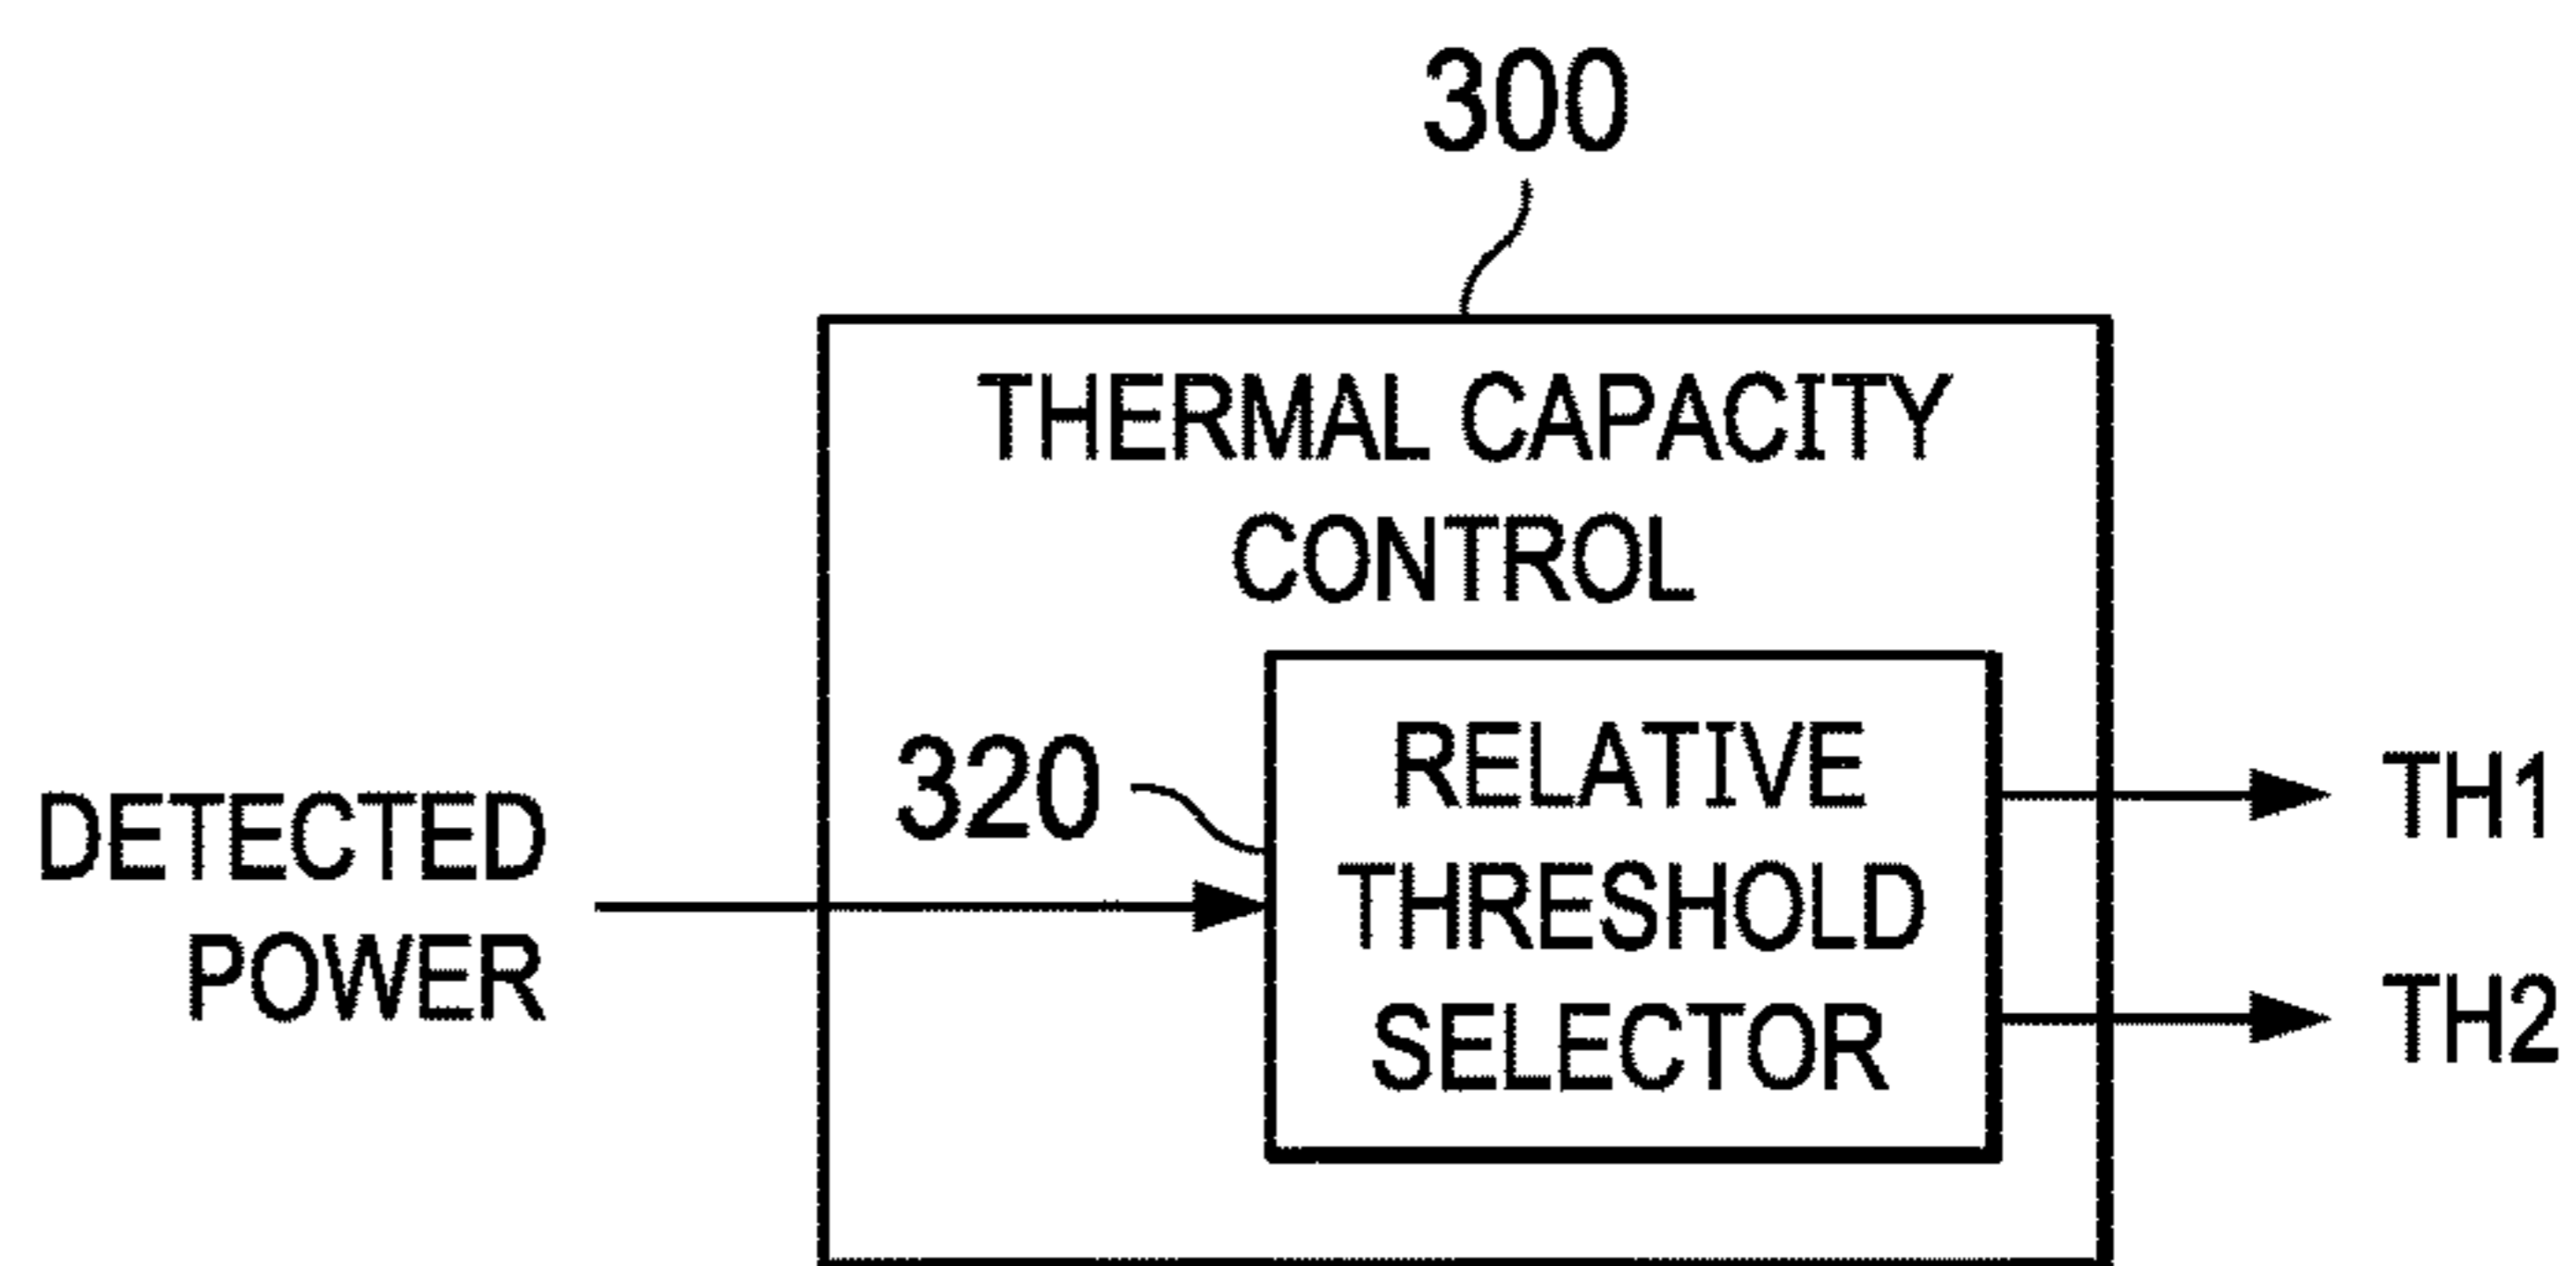 300
THERMAL CAPACITY
CONTROL
320
RELATIVE
THRESHOLD
SELECTOR
DETECTED
POWER
TH1
TH2